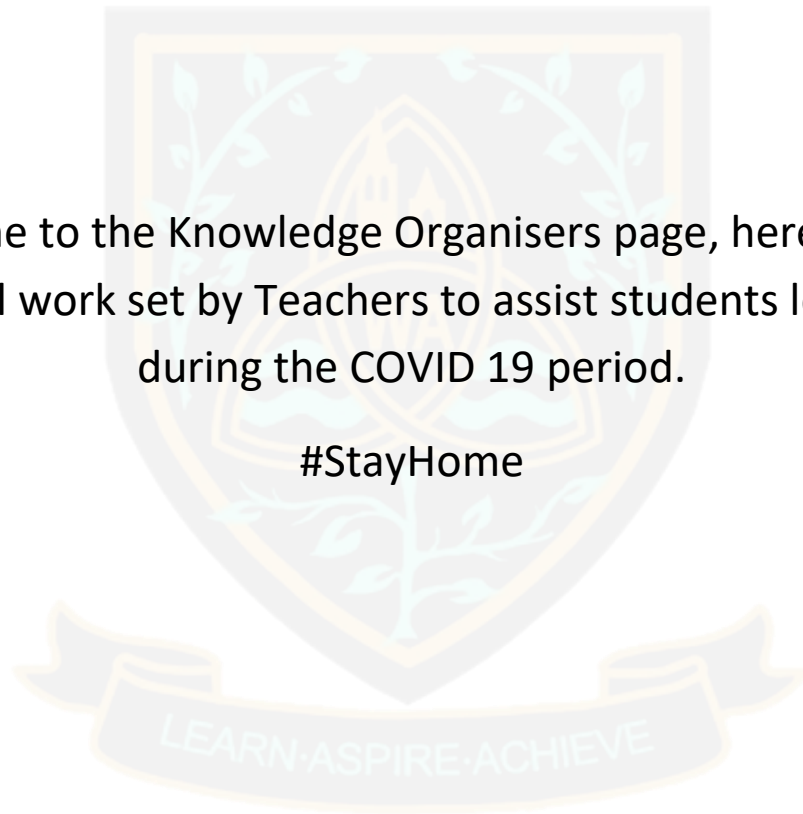 e to the Knowledge Organisers page, here
work set by Teachers to assist students
during the COVID 19 period.
#StayHome
LEARN·ASPIRE·ACHIEVE